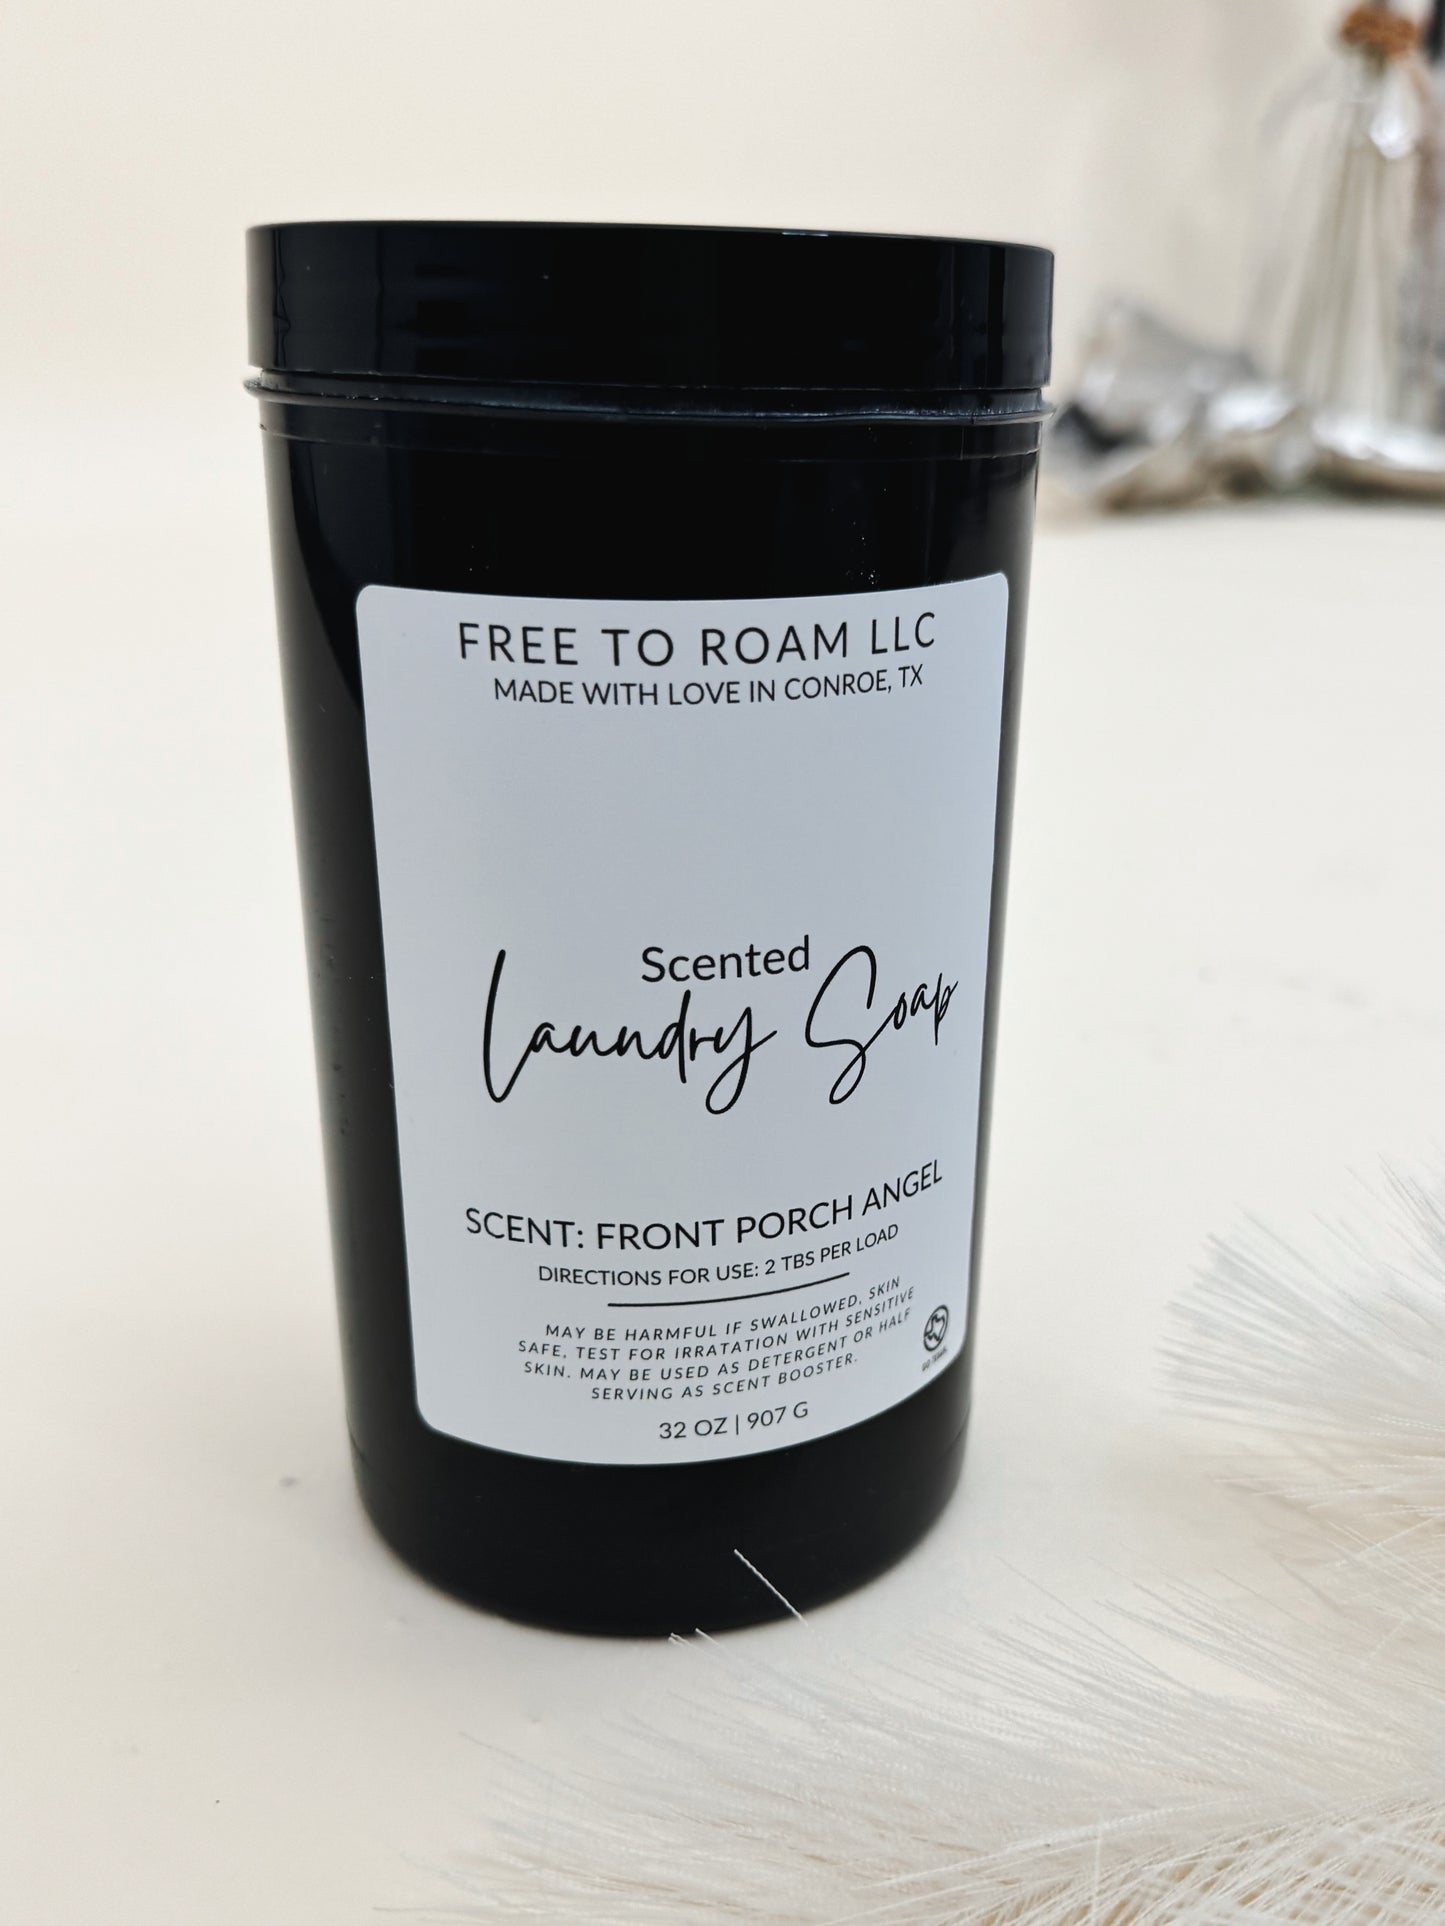 FREE TO ROAM LLC
MADE WITH LOVE IN CONROE, TX
Scented
Laundry Soap
SCENT: FRONT PORCH ANGEL
DIRECTIONS FOR USE: 2 TBS PER LOAD
MAY BE HARMFUL IF SWALLOWED, SKIN
SAFE, TEST FOR IRRATATION WITH SENSITIVE
SKIN. MAY BE USED AS DETERGENT OR HALF
SERVING AS SCENT BOOSTER.
GO TEXAN.
32 OZ | 907 G